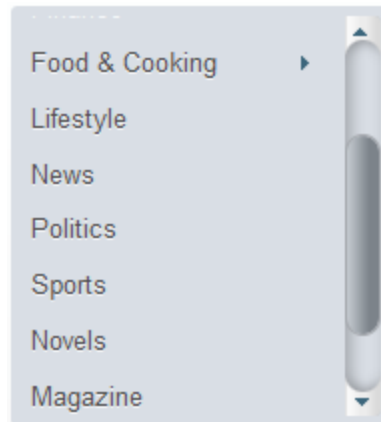 Food & Cooking
Lifestyle
News
Politics
Sports
Novels
Magazine